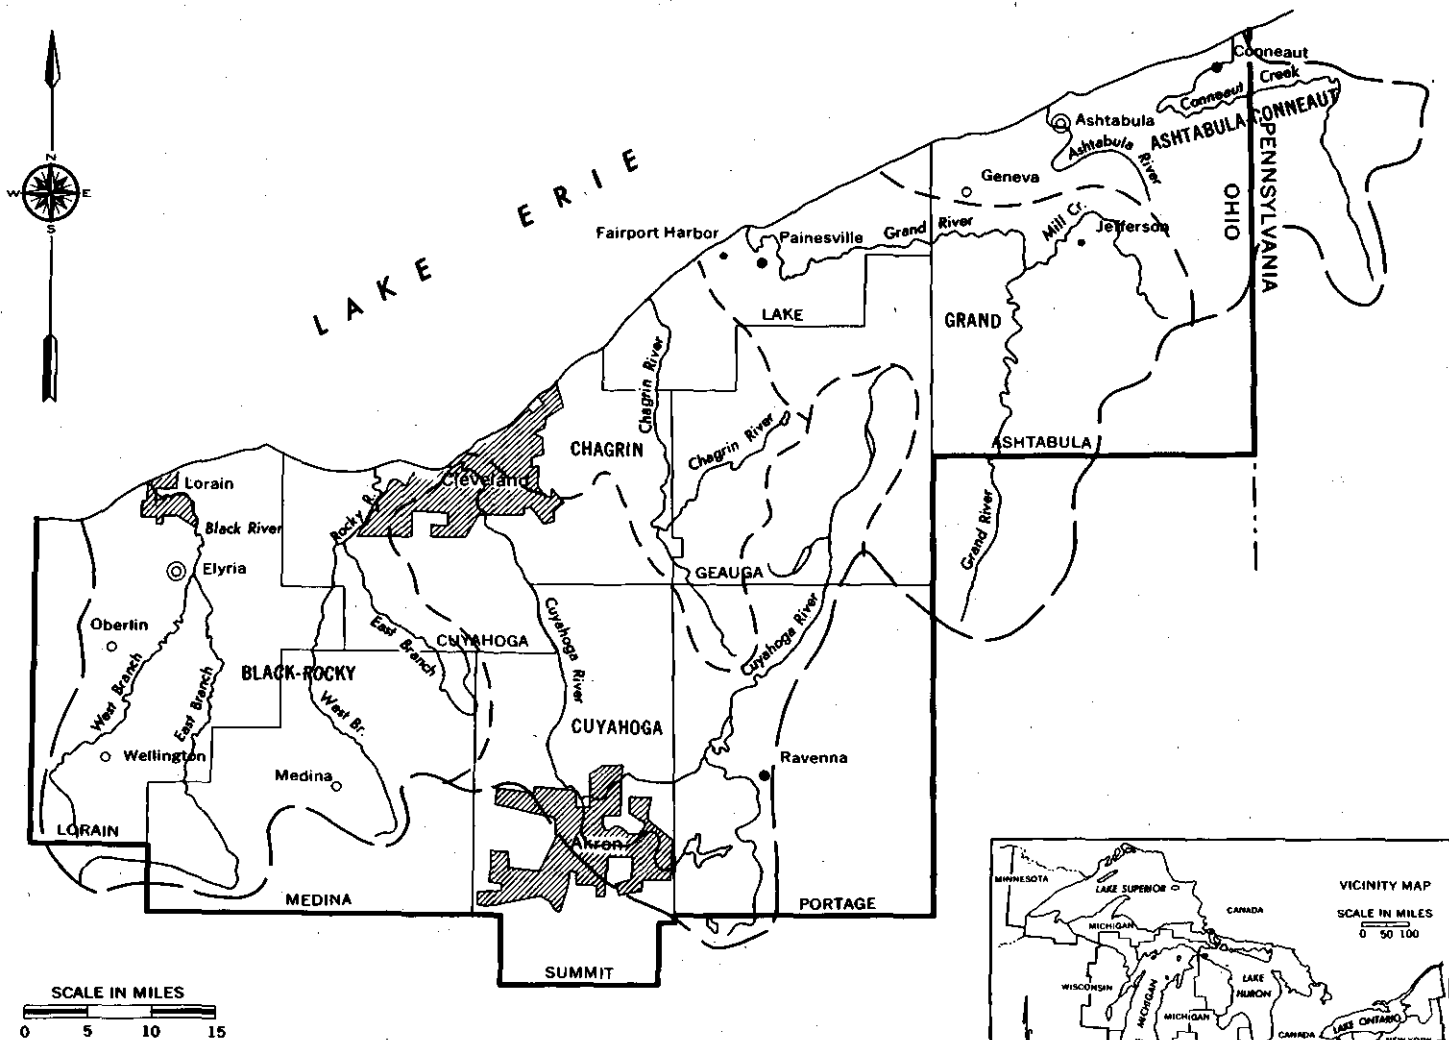 Conneaut
Conneaut Creek
ASHTABULA-CONNEAUT
Ashtabula
Ashtabula River
PENNSYLVANIA
OHIO
N
W E
S
LAKE ERIE
Geneva
Fairport Harbor
Painesville
Grand River
Mill Cr.
Jefferson
LAKE
GRAND
Chagrin River
CHAGRIN
Chagrin River
ASHTABULA
Grand River
Lorain
Cleveland
Rocky R.
Black River
Elyria
GEAUGA
Oberlin
East Branch
CUYAHOGA
Cuyahoga River
Cuyahoga River
BLACK-ROCKY
West Branch
East Branch
West Br.
CUYAHOGA
Wellington
Medina
Ravenna
LORAIN
Akron
MEDINA
PORTAGE
SUMMIT
SCALE IN MILES
0 5 10 15
MINNESOTA
LAKE SUPERIOR
VICINITY MAP
CANADA
SCALE IN MILES
0 50 100
MICHIGAN
WISCONSIN
MICHIGAN
LAKE HURON
MICHIGAN
CANADA
LAKE ONTARIO